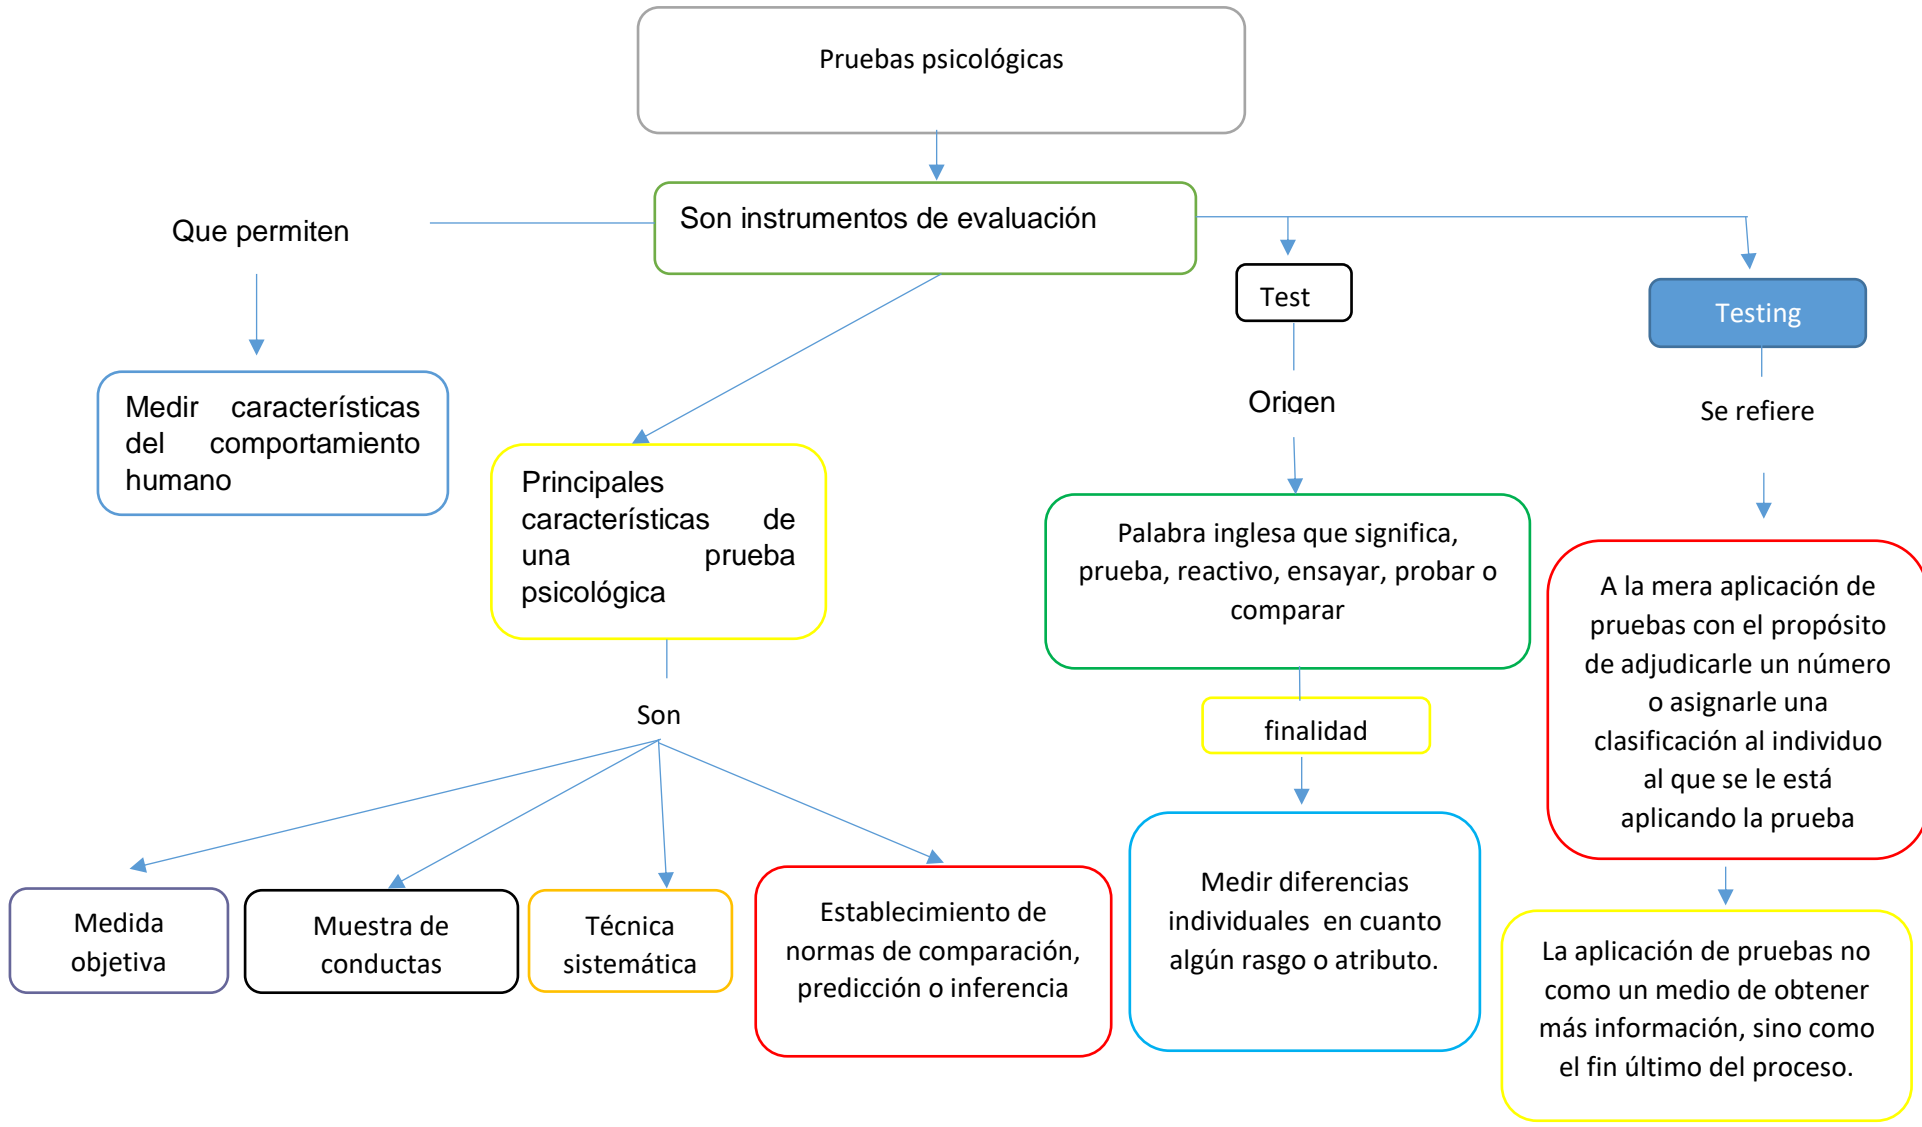 Pruebas psicológicas
Son instrumentos de evaluación
Que permiten
Medir características
del comportamiento
humano
Principales
características de
una prueba
psicológica
Son
Medida
objetiva
Muestra de
conductas
Técnica
sistemática
Establecimiento de
normas de comparación,
predicción o inferencia
Test
Origen
Palabra inglesa que significa,
prueba, reactivo, ensayar, probar o
comparar
finalidad
Medir diferencias
individuales en cuanto
algún rasgo o atributo.
Testing
Se refiere
A la mera aplicación de
pruebas con el propósito
de adjudicarle un número
o asignarle una
clasificación al individuo
al que se le está
aplicando la prueba
La aplicación de pruebas no
como un medio de obtener
más información, sino como
el fin último del proceso.